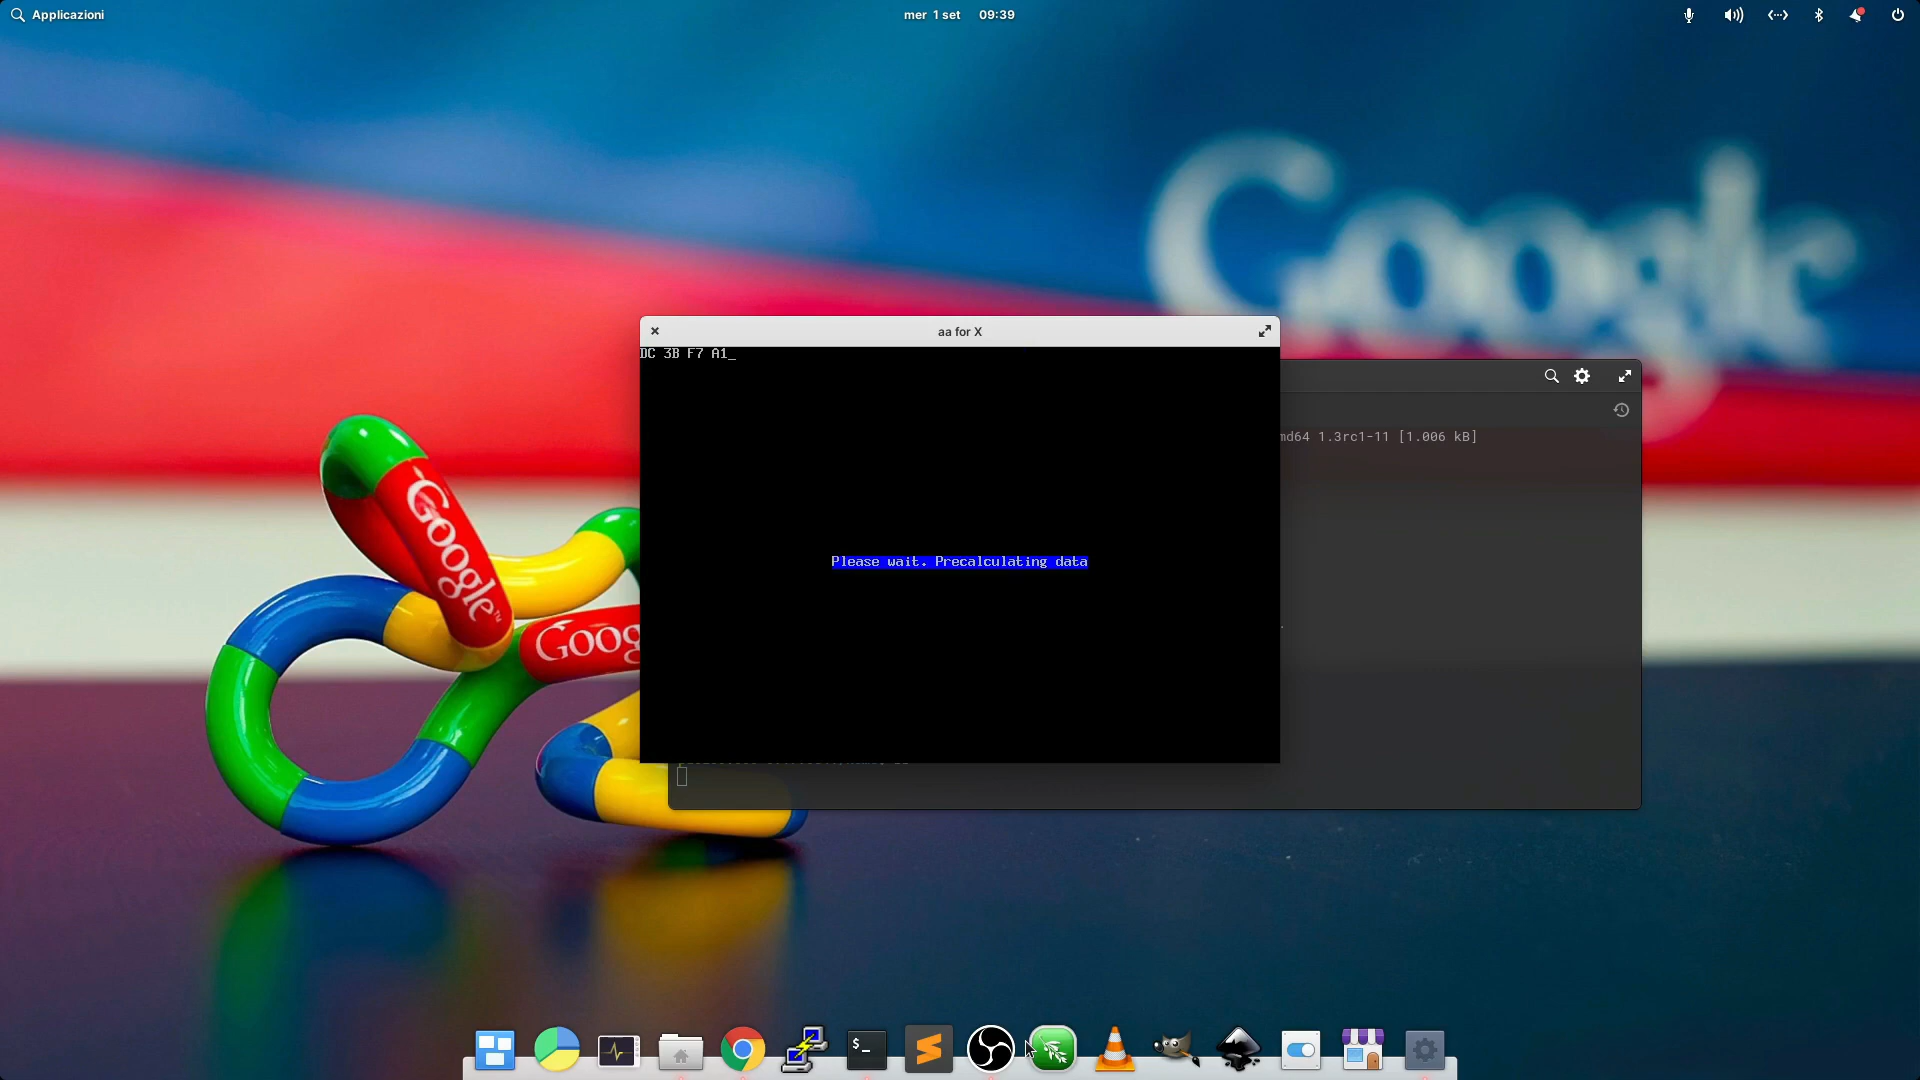 Applicazioni
mer 1 set 09:39
Google
aa for X
DC 3B F7 A1_
md64 1.3rc1-11 [1.006 kB]
Please wait. Precalculating data
Google
Goog
$_